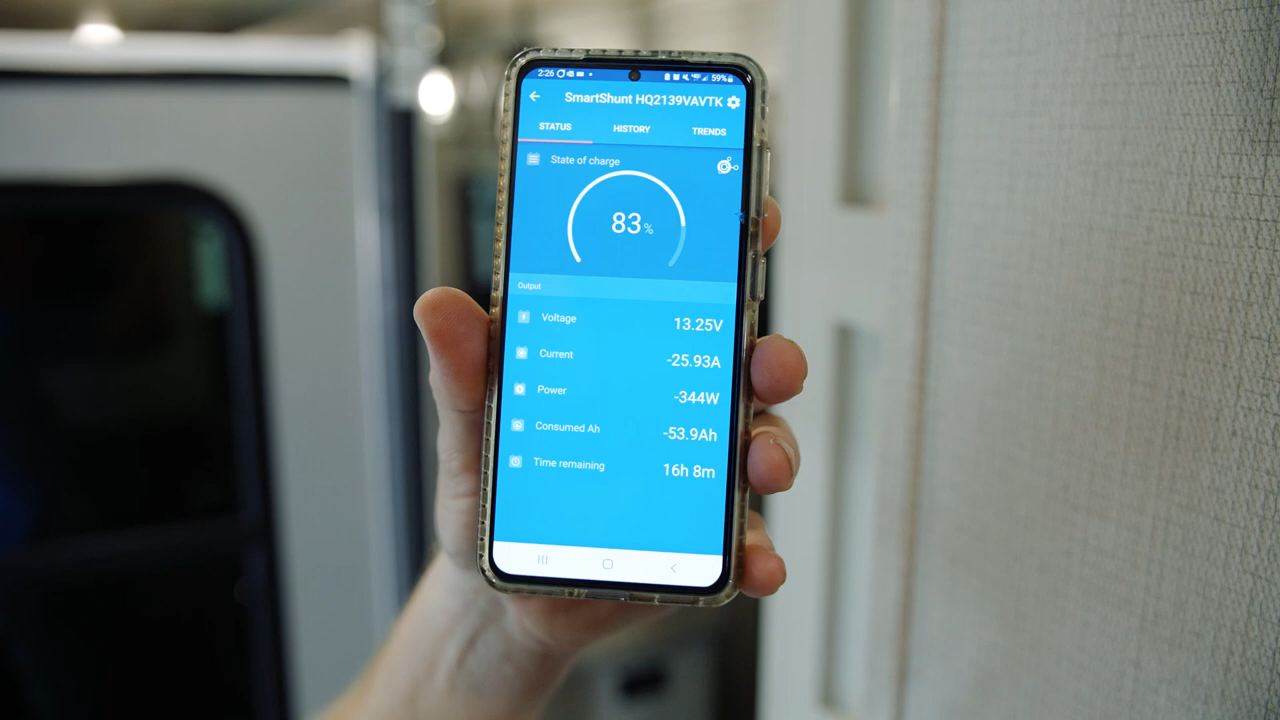 2:26 59%
SmartShunt HQ2139VAVTK
STATUS HISTORY TRENDS
State of charge
83%
Output
Voltage 13.25V
Current -25.93A
Power -344W
Consumed Ah -53.9Ah
Time remaining 16h 8m